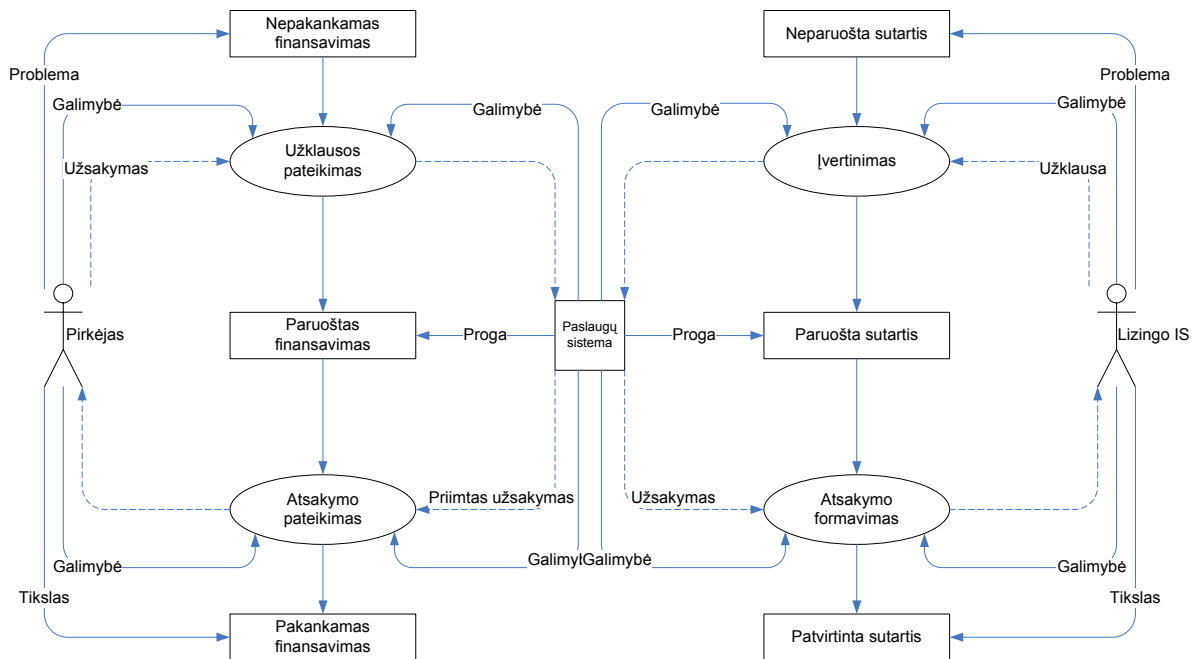 Nepakankamas
finansavimas
Neparuošta sutartis
Problema
Problema
Galimybė
Galimybė
Galimybė
Galimybė
Užsakymas
Užklausos
pateikimas
Įvertinimas
Užklausa
Pirkėjas
Paruoštas
finansavimas
Proga
Paslaugų
sistema
Proga
Paruošta sutartis
Lizingo IS
Atsakymo
pateikimas
Priimtas užsakymas
Užsakymas
Atsakymo
formavimas
Galimybė
Galimyl
Galimybė
Galimybė
Tikslas
Tikslas
Pakankamas
finansavimas
Patvirtinta sutartis